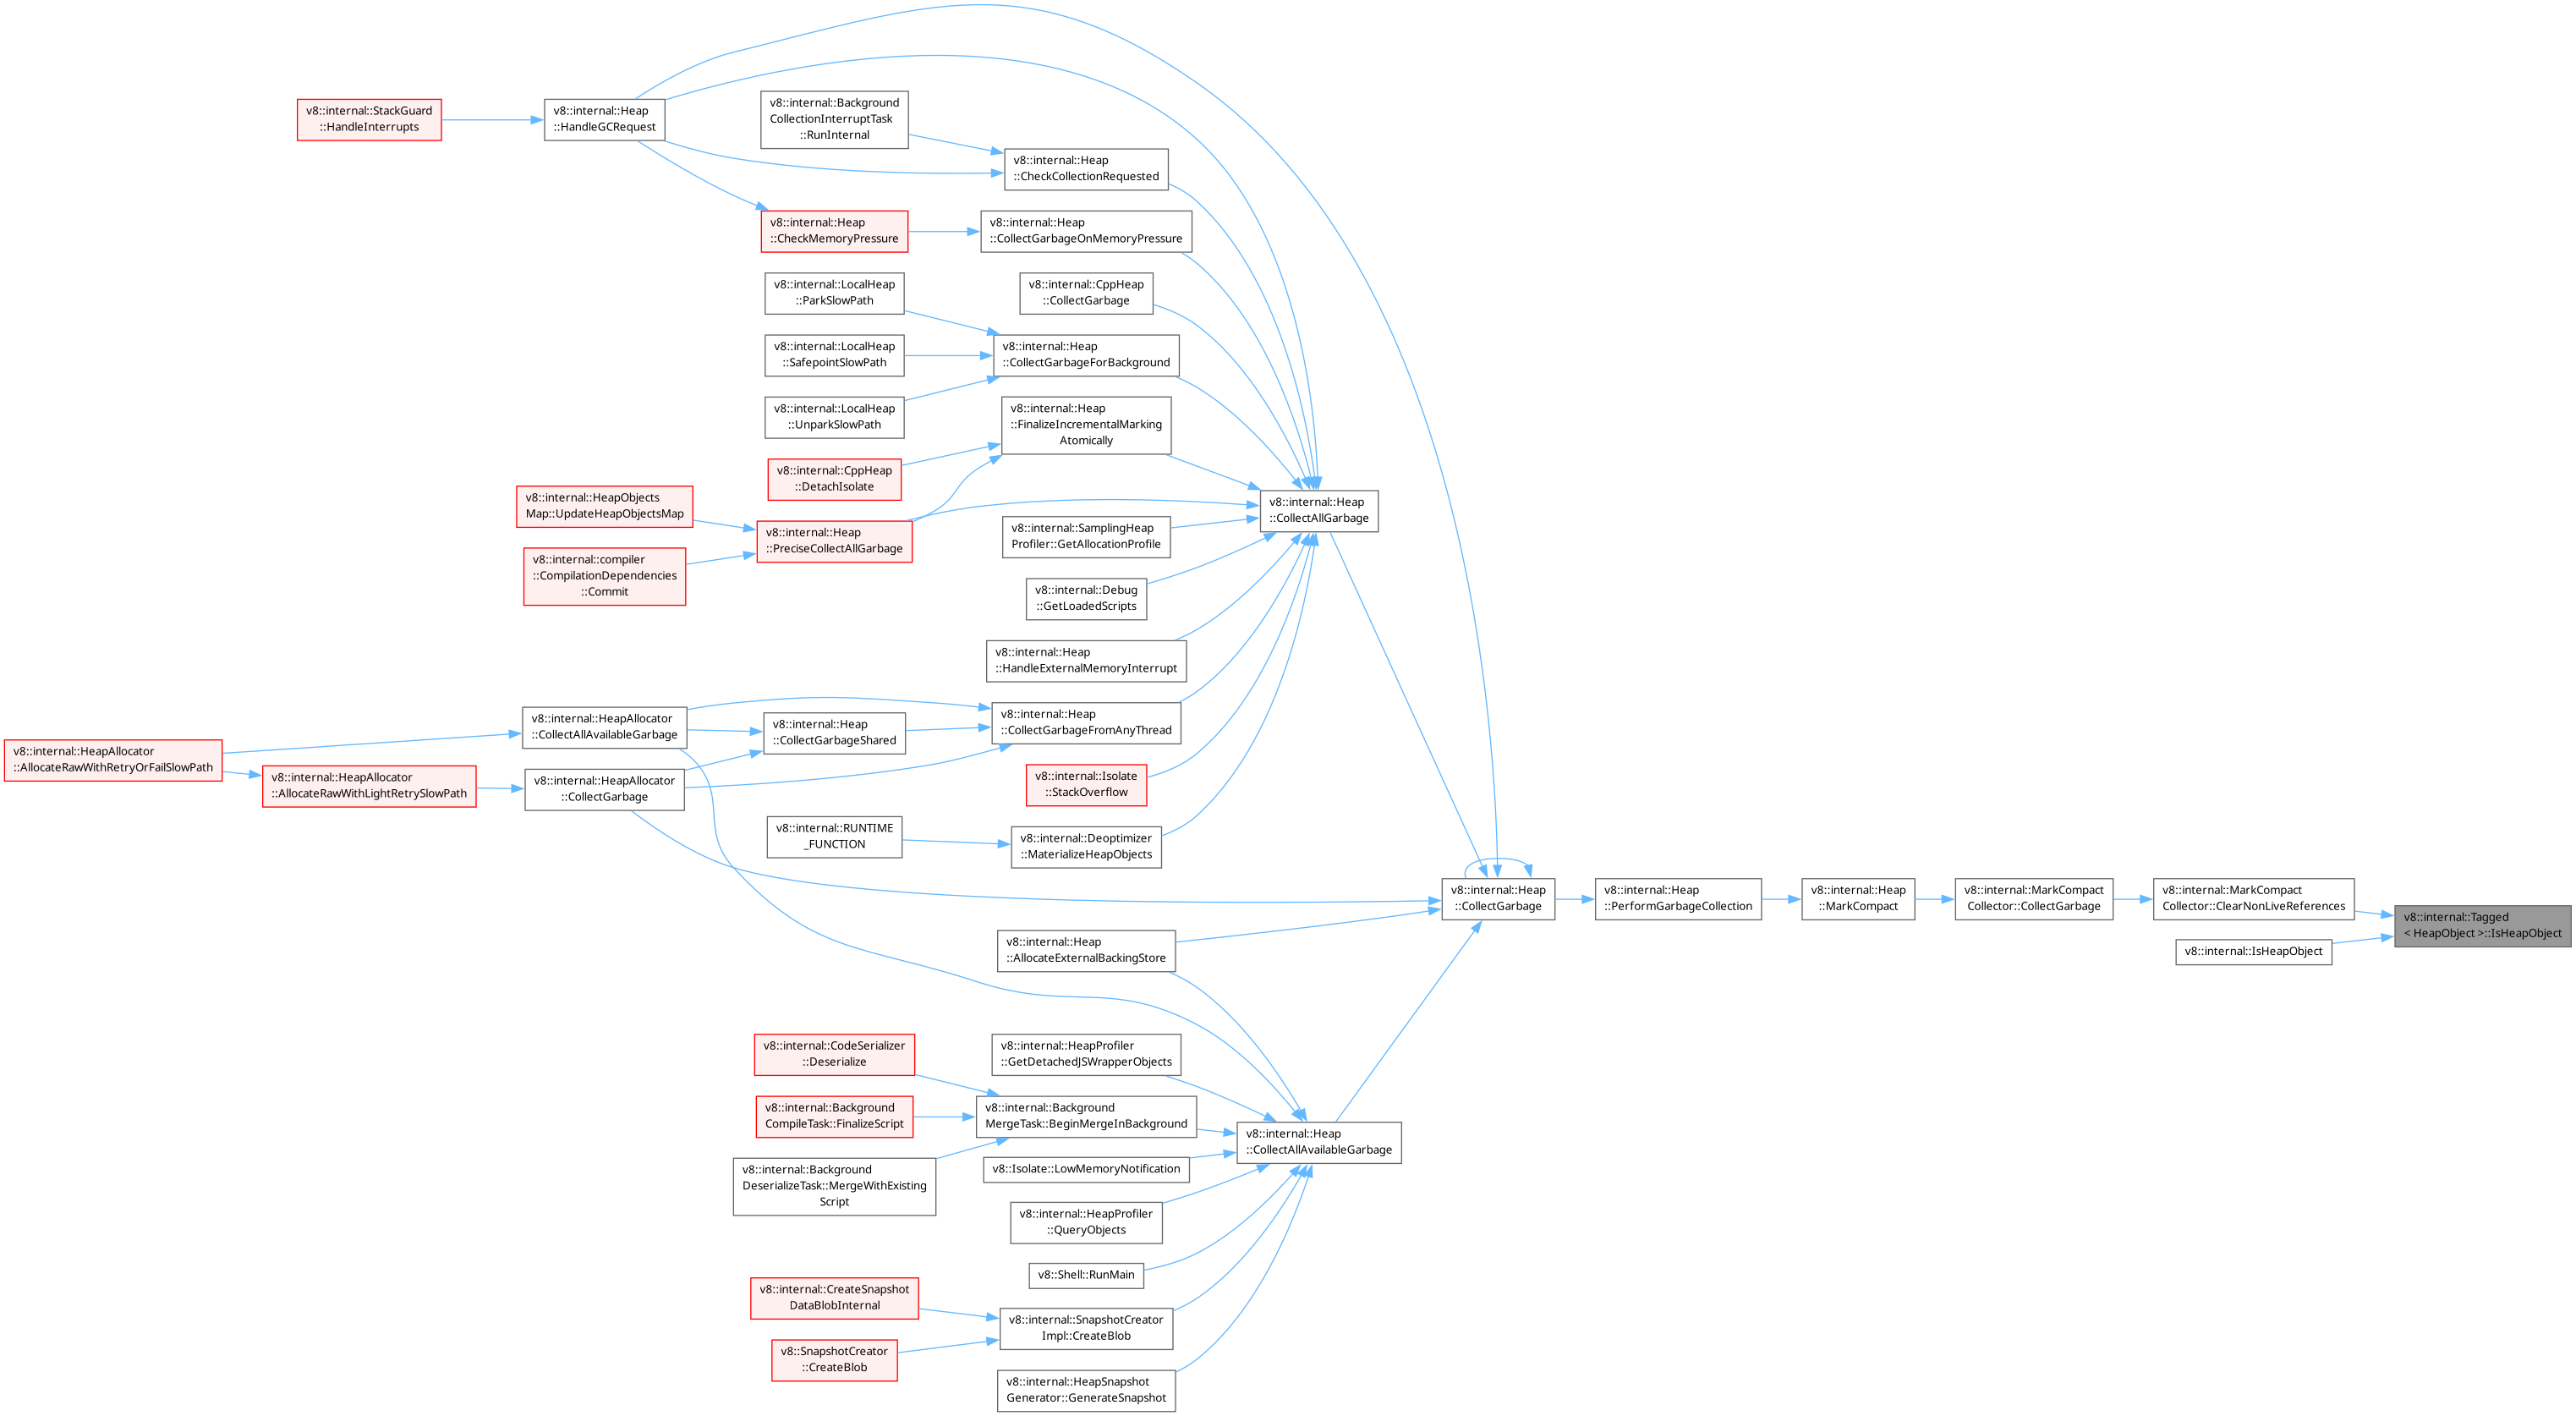 v8::internal::StackGuard
::HandleInterrupts
v8::internal::Heap
::HandleGCRequest
v8::internal::Background
CollectionInterruptTask
::RunInternal
v8::internal::Heap
::CheckCollectionRequested
v8::internal::Heap
::CheckMemoryPressure
v8::internal::Heap
::CollectGarbageOnMemoryPressure
v8::internal::LocalHeap
::ParkSlowPath
v8::internal::CppHeap
::CollectGarbage
v8::internal::LocalHeap
::SafepointSlowPath
v8::internal::Heap
::CollectGarbageForBackground
v8::internal::LocalHeap
::UnparkSlowPath
v8::internal::Heap
::FinalizeIncrementalMarking
Atomically
v8::internal::CppHeap
::DetachIsolate
v8::internal::HeapObjects
Map::UpdateHeapObjectsMap
v8::internal::Heap
::PreciseCollectAllGarbage
v8::internal::compiler
::CompilationDependencies
::Commit
v8::internal::Heap
::CollectAllGarbage
v8::internal::SamplingHeap
Profiler::GetAllocationProfile
v8::internal::Debug
::GetLoadedScripts
v8::internal::Heap
::HandleExternalMemoryInterrupt
v8::internal::HeapAllocator
::AllocateRawWithRetryOrFailSlowPath
v8::internal::HeapAllocator
::AllocateRawWithLightRetrySlowPath
v8::internal::HeapAllocator
::CollectAllAvailableGarbage
v8::internal::HeapAllocator
::CollectGarbage
v8::internal::Heap
::CollectGarbageShared
v8::internal::Heap
::CollectGarbageFromAnyThread
v8::internal::Isolate
::StackOverflow
v8::internal::RUNTIME
_FUNCTION
v8::internal::Deoptimizer
::MaterializeHeapObjects
v8::internal::Heap
::CollectGarbage
v8::internal::Heap
::PerformGarbageCollection
v8::internal::Heap
::MarkCompact
v8::internal::MarkCompact
Collector::CollectGarbage
v8::internal::MarkCompact
Collector::ClearNonLiveReferences
v8::internal::Tagged
< HeapObject >::IsHeapObject
v8::internal::IsHeapObject
v8::internal::Heap
::AllocateExternalBackingStore
v8::internal::CodeSerializer
::Deserialize
v8::internal::HeapProfiler
::GetDetachedJSWrapperObjects
v8::internal::Background
CompileTask::FinalizeScript
v8::internal::Background
MergeTask::BeginMergeInBackground
v8::internal::Heap
::CollectAllAvailableGarbage
v8::internal::Background
DeserializeTask::MergeWithExisting
Script
v8::Isolate::LowMemoryNotification
v8::internal::HeapProfiler
::QueryObjects
v8::Shell::RunMain
v8::internal::CreateSnapshot
DataBlobInternal
v8::internal::SnapshotCreator
Impl::CreateBlob
v8::SnapshotCreator
::CreateBlob
v8::internal::HeapSnapshot
Generator::GenerateSnapshot